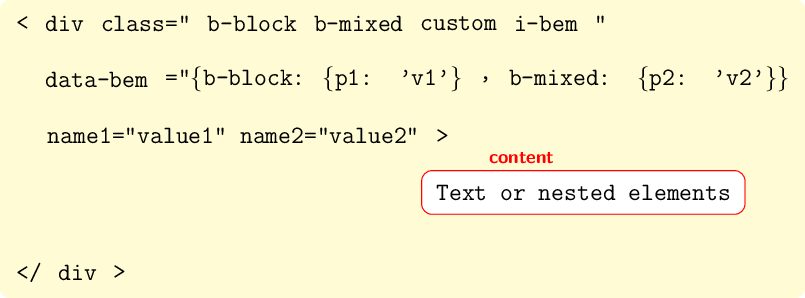 < div class=" b-block b-mixed custom i-bem "
data-bem ="{b-block: {p1: 'v1'} , b-mixed: {p2: 'v2'}}
name1="value1" name2="value2" >
content
Text or nested elements
</ div >